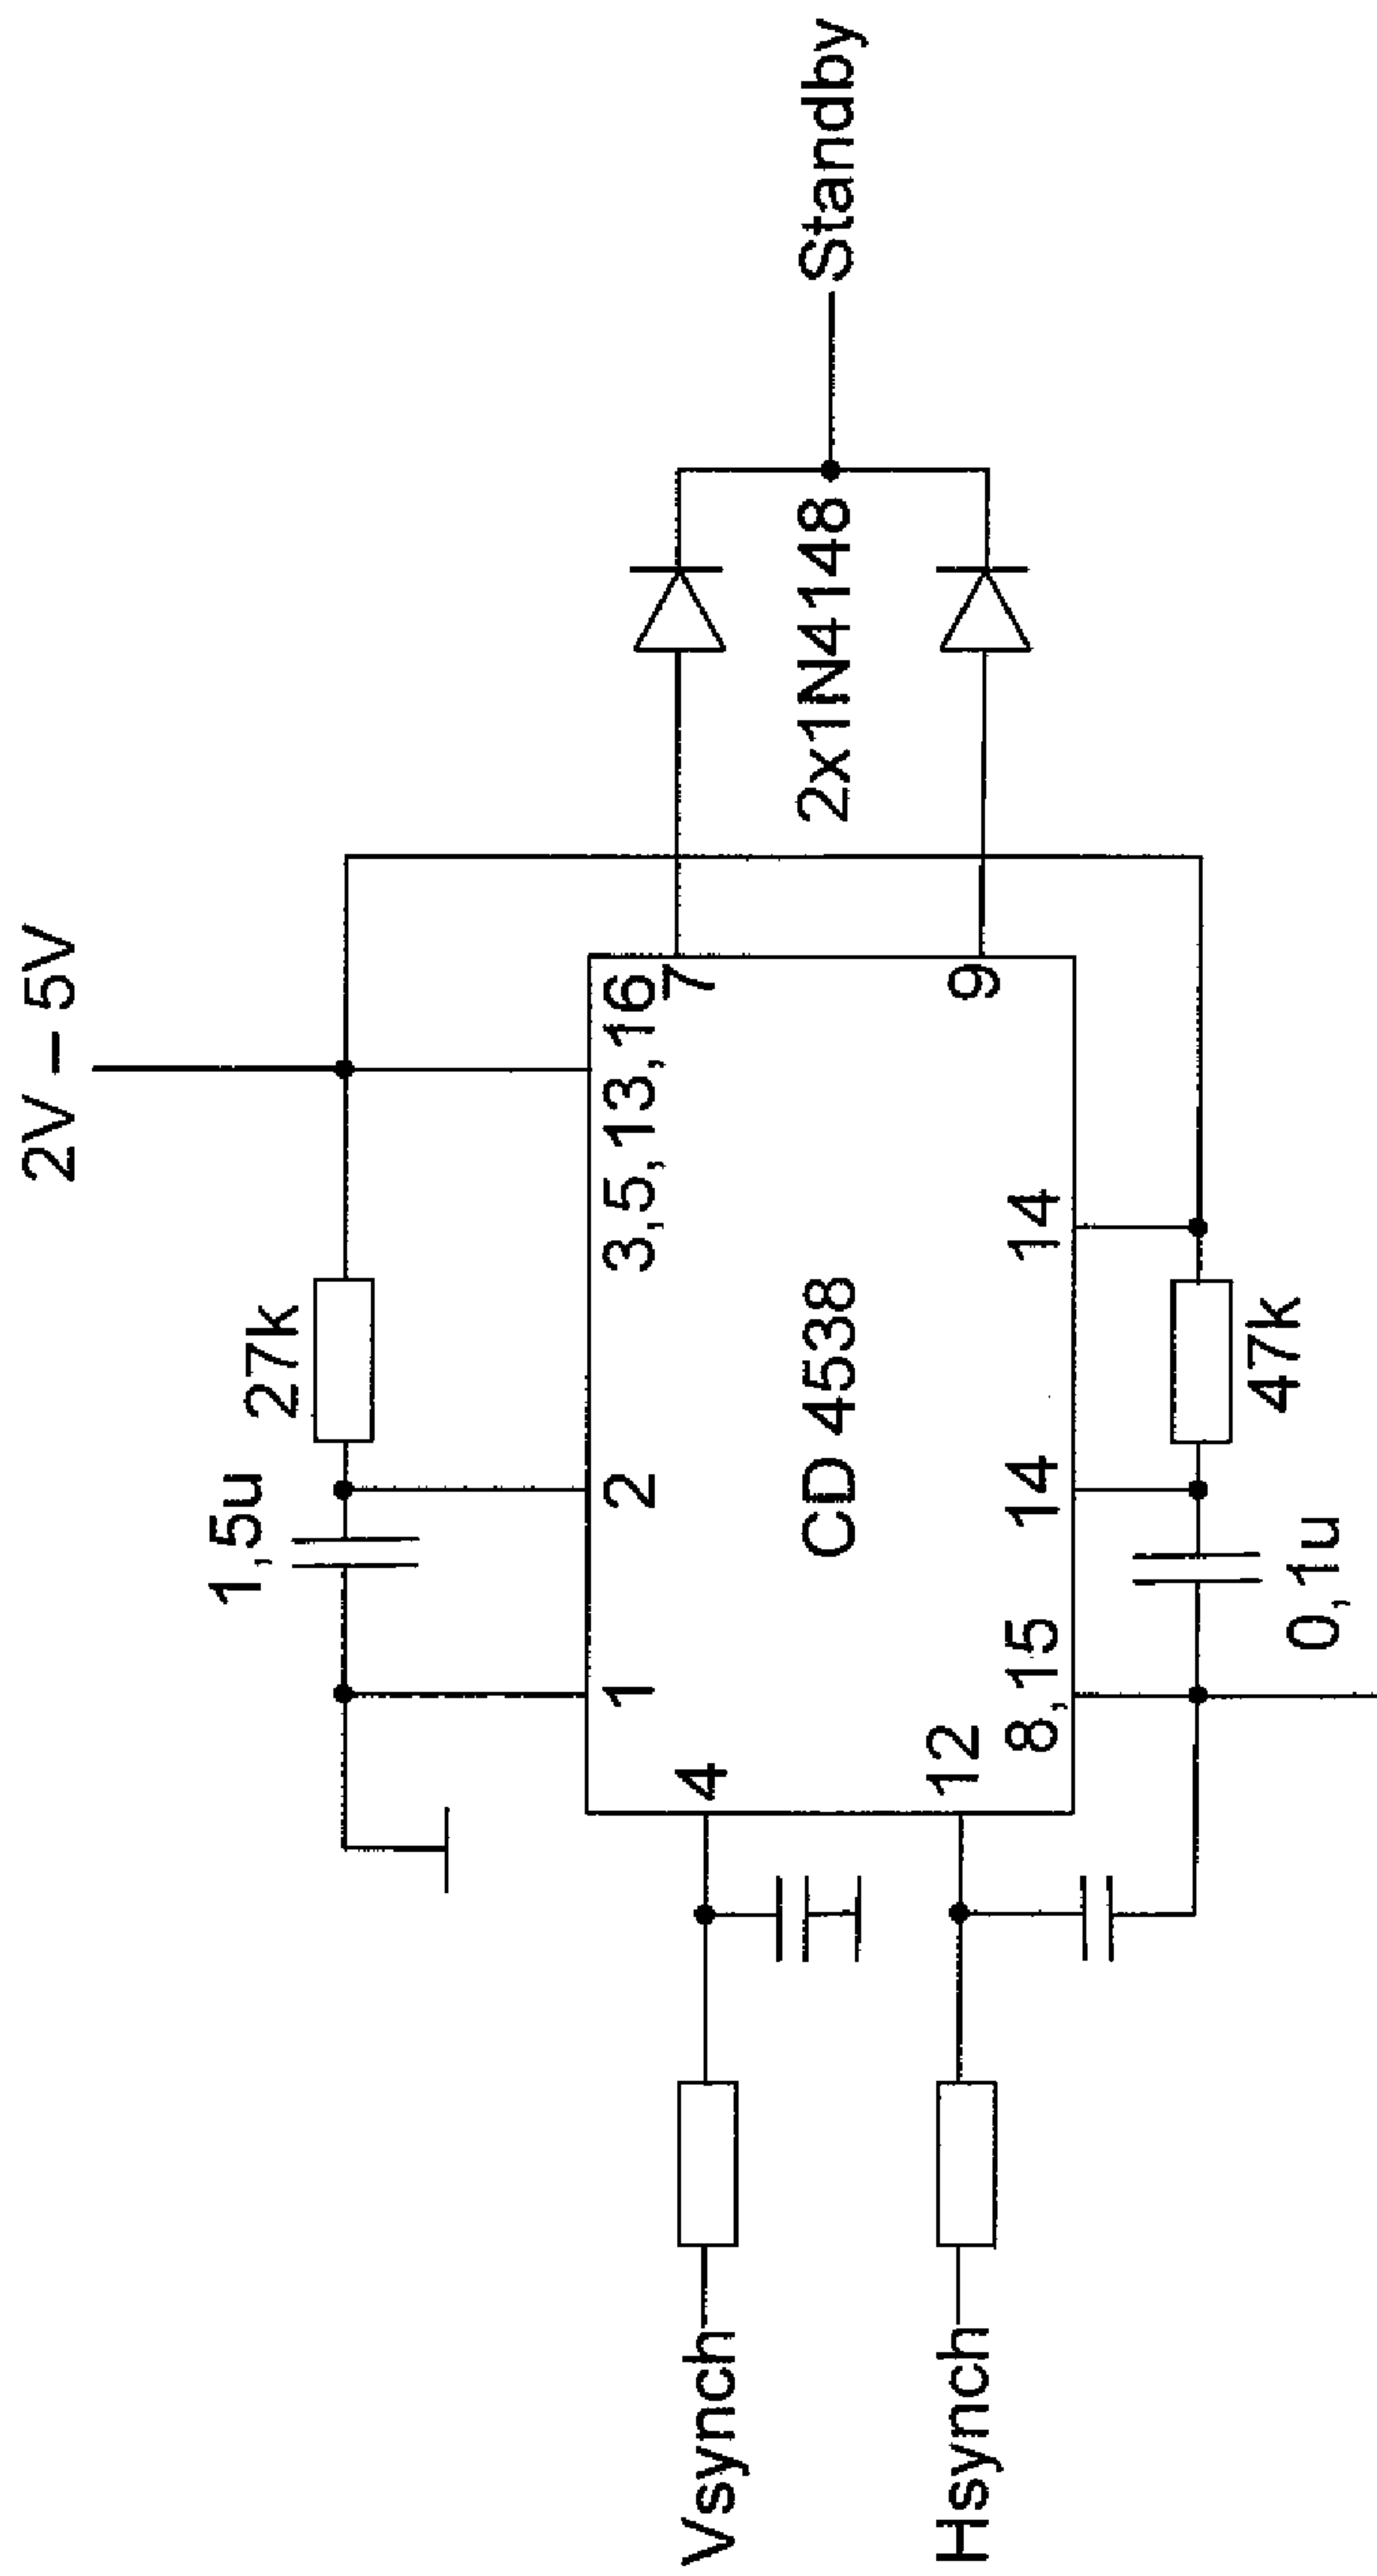 2V – 5V
1,5u
27k
1
2
3,5,13,16
4
7
Vsynch
CD 4538
2x1N4148
Standby
Hsynch
12
9
8,15
14
14
0,1u
47k